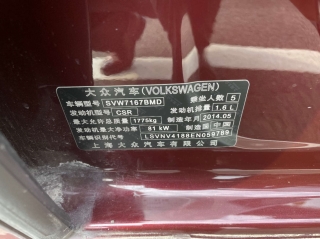 大众汽车(VOLKSWAGEN)
车辆型号 SVW7167BMD 乘坐人数 5
发动机型号 CSR 发动机排量 1.6 L
最大允许总质量 1775kg 制造年月 2014.05
发动机最大净功率 81 kW 制造国 中国
车辆识别代号 LSVNV4188EN059789
上海大众汽车有限公司